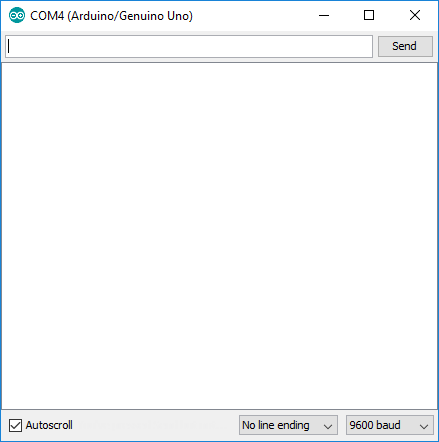 COM4 (Arduino/Genuino Uno)
Send
Autoscroll
No line ending
9600 baud